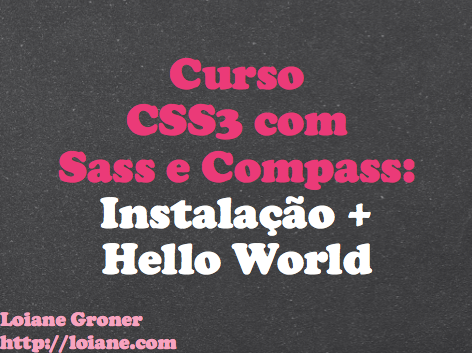 Curso
CSS3 com
Sass e Compass:
Instalação +
Hello World
Loiane Groner
http://loiane.com